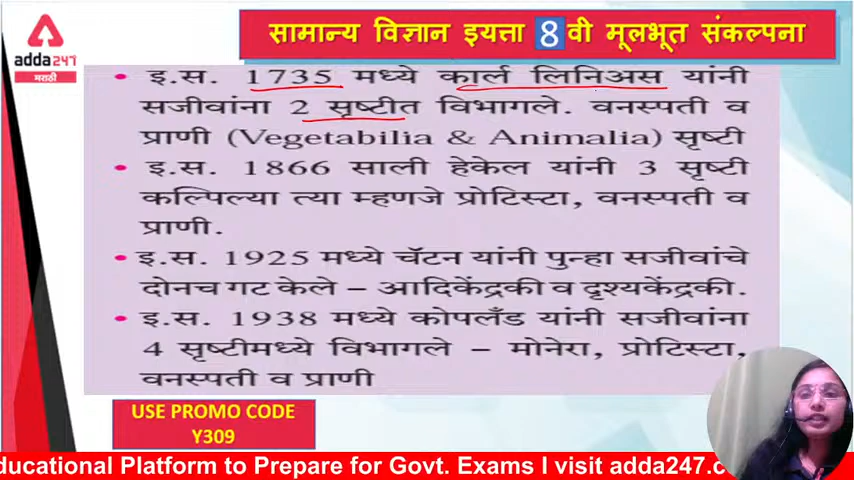 सामान्य विज्ञान इयत्ता 8 वी मूलभूत संकल्पना
adda247
मराठी
• इ.स. 1735 मध्ये कार्ल लिनिअस यांनी
सजीवांना 2 सृष्टीत विभागले. वनस्पती व
प्राणी (Vegetabilia & Animalia) सृष्टी
• इ.स. 1866 साली हेकेल यांनी 3 सृष्टी
कल्पिल्या त्या म्हणजे प्रोटिस्टा, वनस्पती व
प्राणी.
• इ.स. 1925 मध्ये चॅटन यांनी पुन्हा सजीवांचे
दोनच गट केले – आदिकेंद्रकी व दृश्यकेंद्रकी.
• इ.स. 1938 मध्ये कोपलँड यांनी सजीवांना
4 सृष्टीमध्ये विभागले – मोनेरा, प्रोटिस्टा,
वनस्पती व प्राणी
USE PROMO CODE
Y309
ducational Platform to Prepare for Govt. Exams I visit adda247.c